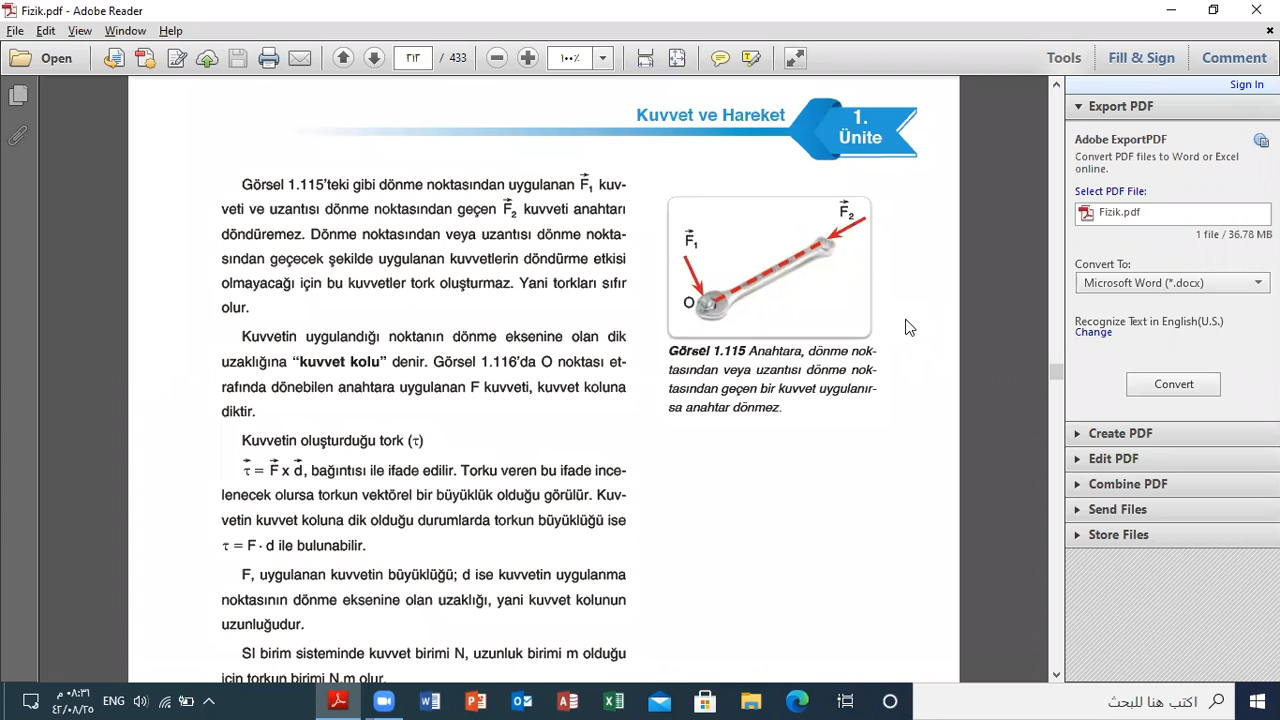 Fizik.pdf - Adobe Reader
File Edit View Window Help
Open
٣١٣ / 433
١٠٠٪
Tools Fill & Sign Comment
Sign In
Kuvvet ve Hareket
1.
Ünite
Görsel 1.115’teki gibi dönme noktasından uygulanan F₁ kuv-
veti ve uzantısı dönme noktasından geçen F₂ kuvveti anahtarı
döndüremez. Dönme noktasından veya uzantısı dönme nokta-
sından geçecek şekilde uygulanan kuvvetlerin döndürme etkisi
olmayacağı için bu kuvvetler tork oluşturmaz. Yani torkları sıfır
olur.
Kuvvetin uygulandığı noktanın dönme eksenine olan dik
uzaklığına “kuvvet kolu” denir. Görsel 1.116’da O noktası et-
rafında dönebilen anahtara uygulanan F kuvveti, kuvvet koluna
diktir.
Kuvvetin oluşturduğu tork (τ)
τ = F x d, bağıntısı ile ifade edilir. Torku veren bu ifade ince-
lenecek olursa torkun vektörel bir büyüklük olduğu görülür. Kuv-
vetin kuvvet koluna dik olduğu durumlarda torkun büyüklüğü ise
τ = F · d ile bulunabilir.
F, uygulanan kuvvetin büyüklüğü; d ise kuvvetin uygulanma
noktasının dönme eksenine olan uzaklığı, yani kuvvet kolunun
uzunluğudur.
SI birim sisteminde kuvvet birimi N, uzunluk birimi m olduğu
için torkun birimi N.m olur.
F₁
F₂
O
Görsel 1.115 Anahtara, dönme nok-
tasından veya uzantısı dönme nok-
tasından geçen bir kuvvet uygulanır-
sa anahtar dönmez.
Export PDF
Adobe ExportPDF
Convert PDF files to Word or Excel
online.
Select PDF File:
Fizik.pdf
1 file / 36.78 MB
Convert To:
Microsoft Word (*.docx)
Recognize Text in English(U.S.)
Change
Convert
Create PDF
Edit PDF
Combine PDF
Send Files
Store Files
٠٨:٣١ م
٤٢/٠٨/٢٥
ENG
اكتب هنا للبحث